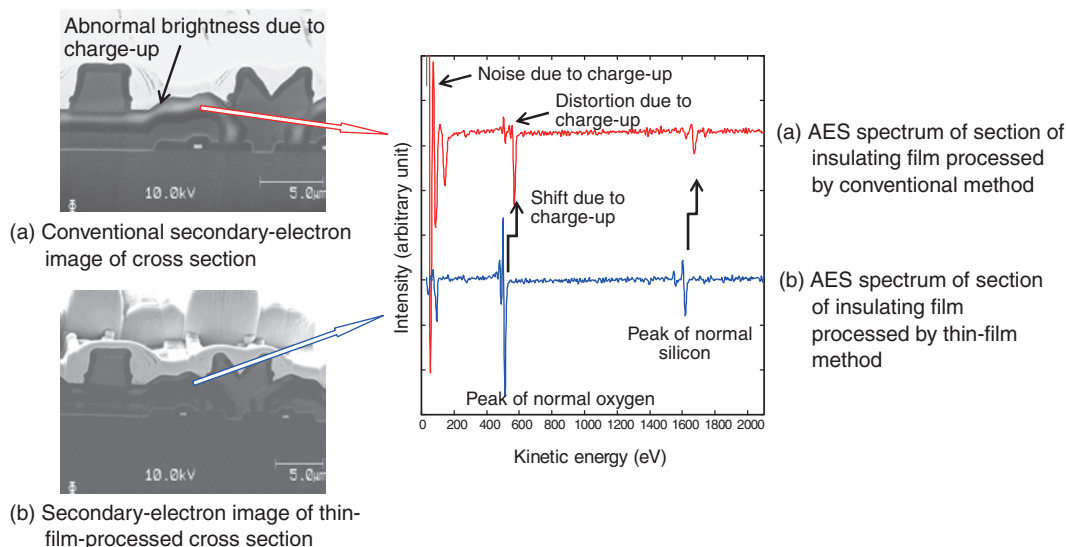 Abnormal brightness due to
charge-up
10.0kV
5.0μm
(a) Conventional secondary-electron
image of cross section
10.0kV
5.0μm
(b) Secondary-electron image of thin-
film-processed cross section
Noise due to charge-up
Distortion due to
charge-up
Shift due to
charge-up
Peak of normal
silicon
Peak of normal oxygen
Intensity (arbitrary unit)
0 200 400 600 800 1000 1200 1400 1600 1800 2000
Kinetic energy (eV)
(a) AES spectrum of section of
insulating film processed
by conventional method
(b) AES spectrum of section
of insulating film
processed by thin-film
method